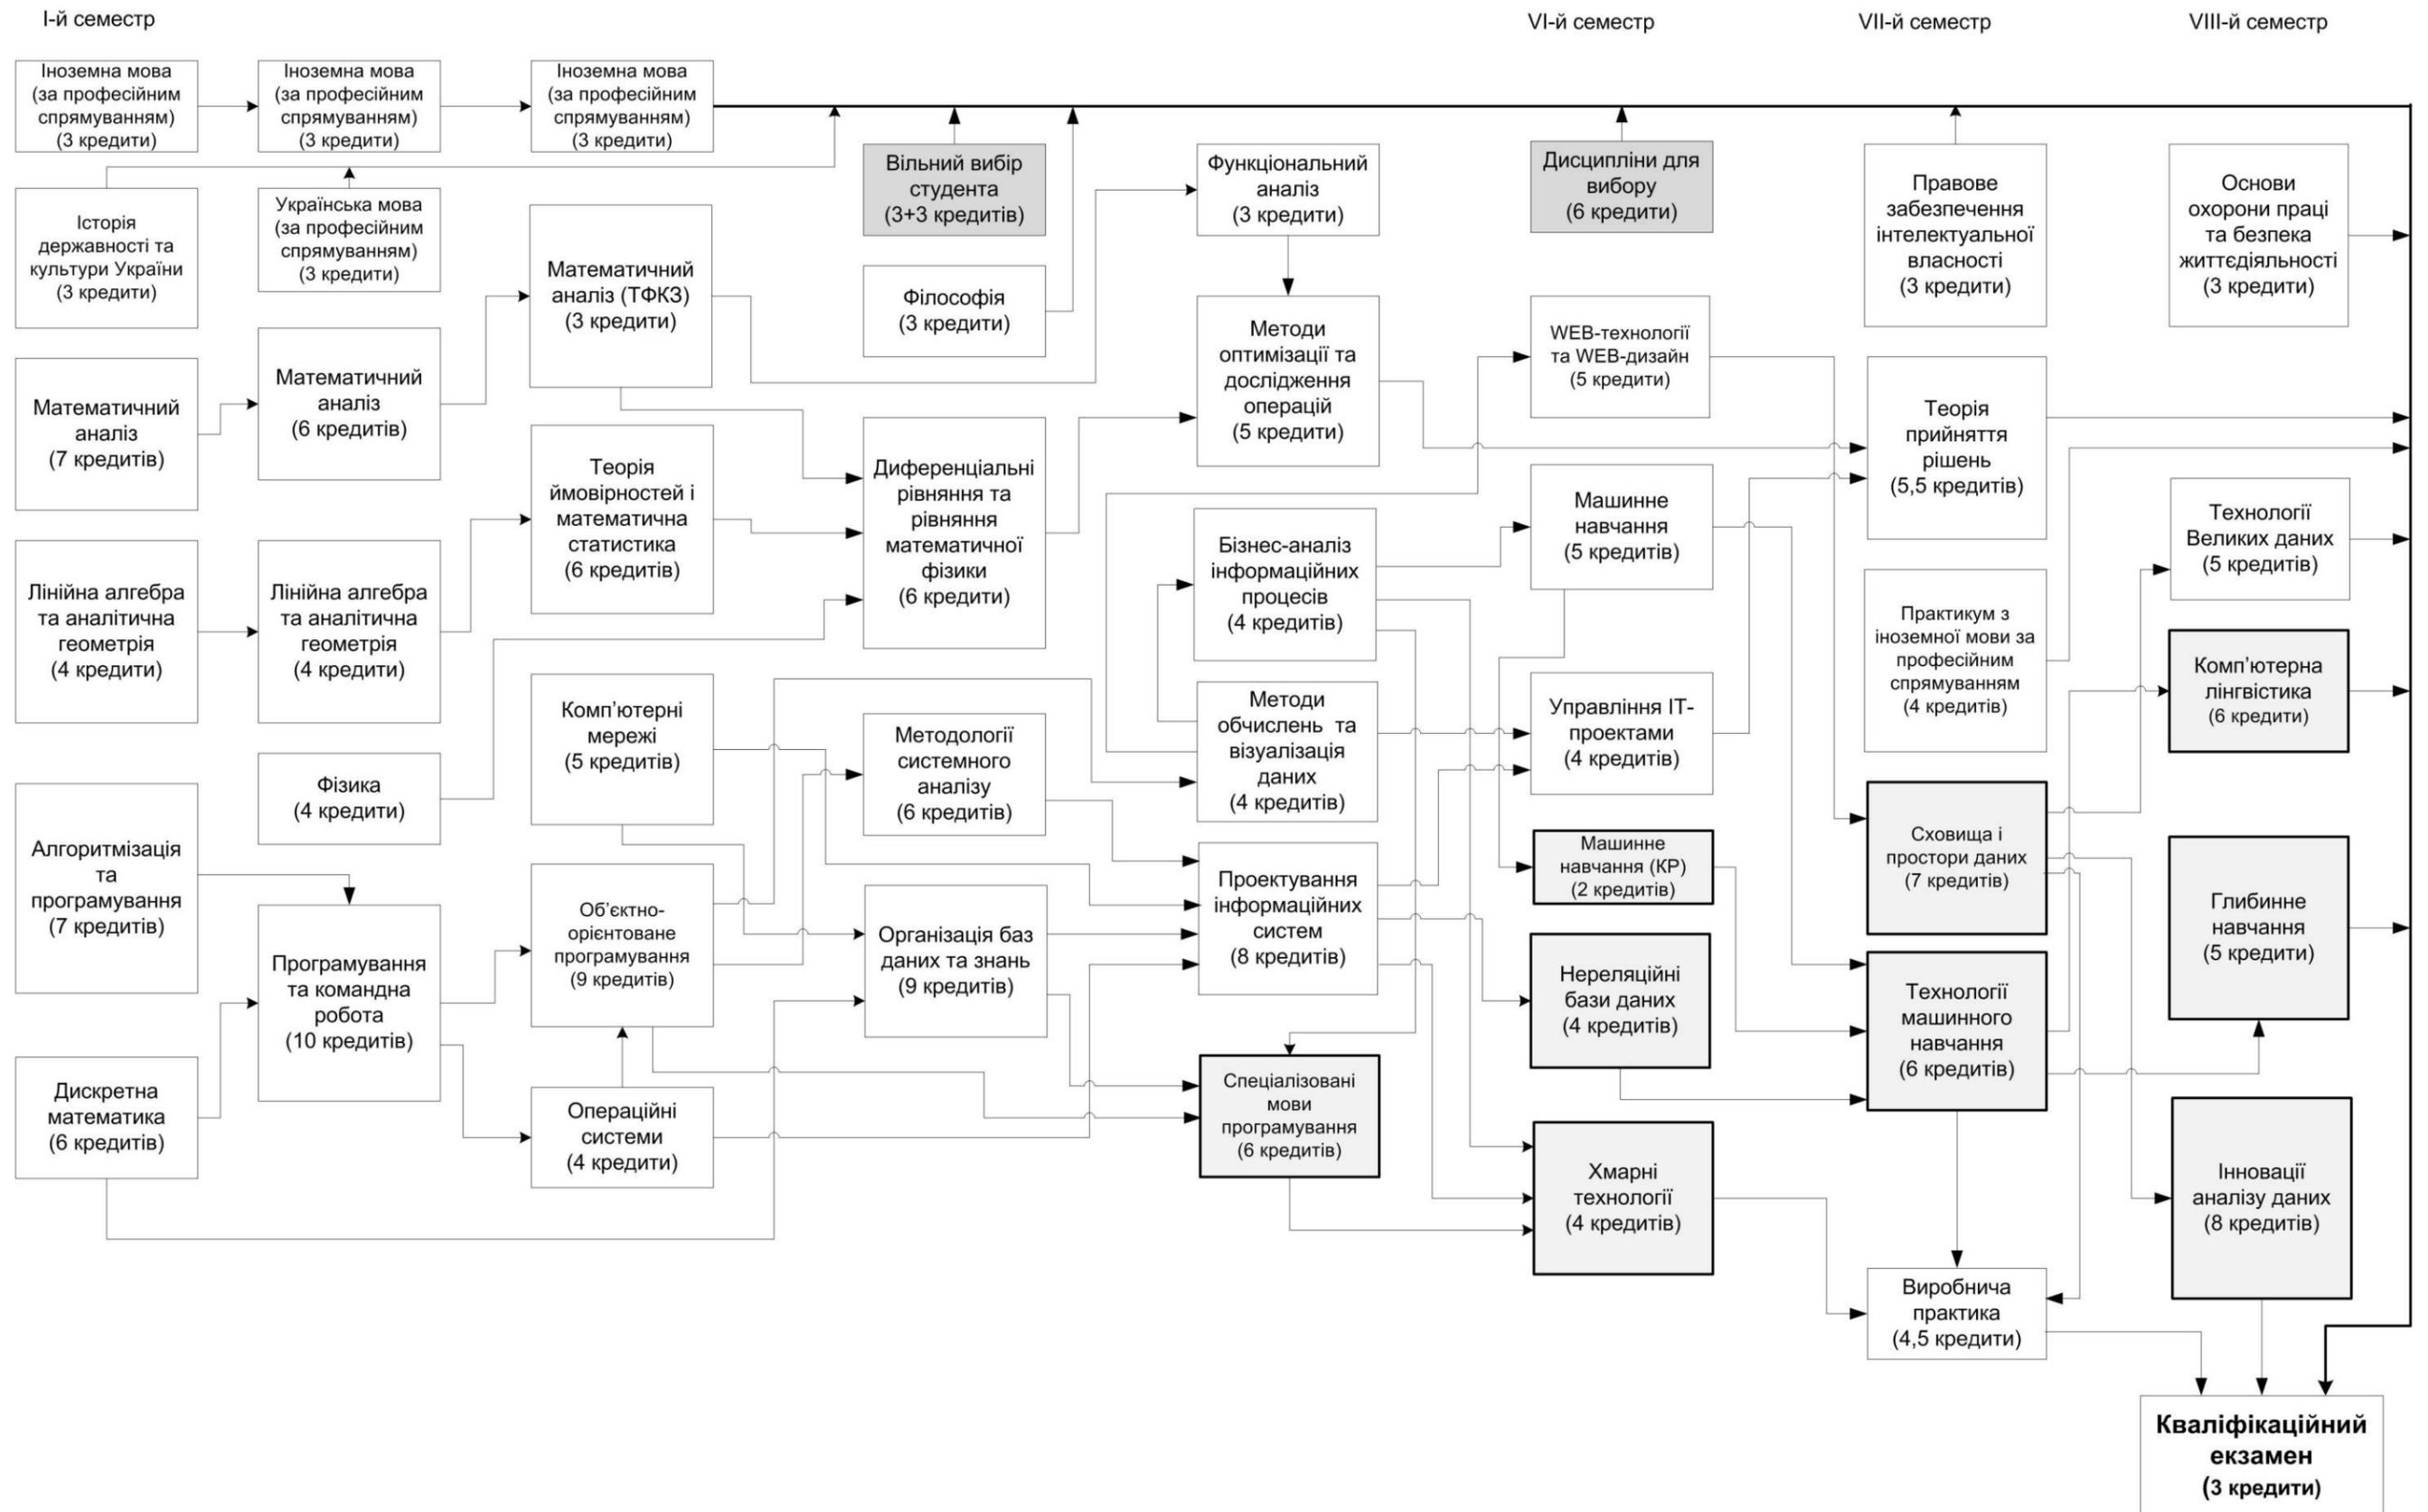 I-й семестр
VI-й семестр
VII-й семестр
VIII-й семестр
Іноземна мова
(за професійним
спрямуванням)
(3 кредити)
Історія
державності та
культури України
(3 кредити)
Математичний
аналіз
(7 кредитів)
Лінійна алгебра
та аналітична
геометрія
(4 кредити)
Алгоритмізація
та
програмування
(7 кредитів)
Дискретна
математика
(6 кредитів)
Іноземна мова
(за професійним
спрямуванням)
(3 кредити)
Українська мова
(за професійним
спрямуванням)
(3 кредити)
Математичний
аналіз
(6 кредитів)
Лінійна алгебра
та аналітична
геометрія
(4 кредити)
Фізика
(4 кредити)
Програмування
та командна
робота
(10 кредитів)
Іноземна мова
(за професійним
спрямуванням)
(3 кредити)
Математичний
аналіз (ТФКЗ)
(3 кредити)
Теорія
ймовірностей і
математична
статистика
(6 кредитів)
Комп’ютерні
мережі
(5 кредитів)
Об’єктно-
орієнтоване
програмування
(9 кредитів)
Операційні
системи
(4 кредити)
Вільний вибір
студента
(3+3 кредитів)
Філософія
(3 кредити)
Диференціальні
рівняння та
рівняння
математичної
фізики
(6 кредити)
Методології
системного
аналізу
(6 кредитів)
Організація баз
даних та знань
(9 кредитів)
Функціональний
аналіз
(3 кредити)
Методи
оптимізації та
дослідження
операцій
(5 кредити)
Бізнес-аналіз
інформаційних
процесів
(4 кредитів)
Методи
обчислень та
візуалізація
даних
(4 кредитів)
Проектування
інформаційних
систем
(8 кредитів)
Спеціалізовані
мови
програмування
(6 кредитів)
Дисципліни для
вибору
(6 кредити)
WEB-технології
та WEB-дизайн
(5 кредити)
Машинне
навчання
(5 кредитів)
Управління IT-
проектами
(4 кредитів)
Машинне
навчання (КР)
(2 кредитів)
Нереляційні
бази даних
(4 кредитів)
Хмарні
технології
(4 кредитів)
Правове
забезпечення
інтелектуальної
власності
(3 кредити)
Теорія
прийняття
рішень
(5,5 кредитів)
Практикум з
іноземної мови за
професійним
спрямуванням
(4 кредитів)
Сховища і
простори даних
(7 кредитів)
Технології
машинного
навчання
(6 кредитів)
Виробнича
практика
(4,5 кредити)
Основи
охорони праці
та безпека
життєдіяльності
(3 кредити)
Технології
Великих даних
(5 кредитів)
Комп’ютерна
лінгвістика
(6 кредити)
Глибинне
навчання
(5 кредити)
Інновації
аналізу даних
(8 кредитів)
Кваліфікаційний
екзамен
(3 кредити)